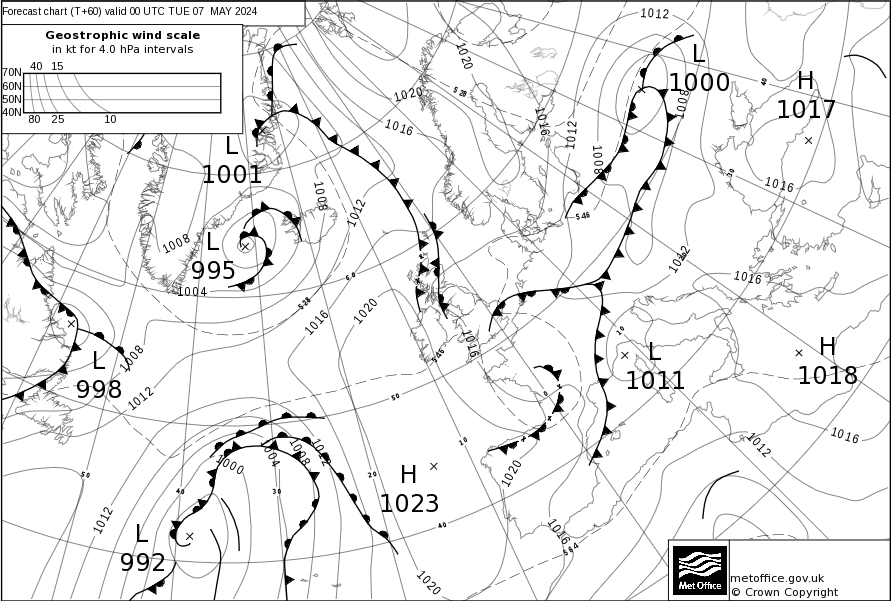 Forecast chart (T+60) valid 00 UTC TUE 07 MAY 2024
Geostrophic wind scale
in kt for 4.0 hPa intervals
40 15
70N
60N
50N
40N
80 25 10
1012
1020
528
1020
1016
1016
1012
1008
1008
L
1000
40
H
1017
30
1016
L
1001
1008
1012
546
1008
L
995
1004
60
528
1012
1016
1020
1016
1016
546
10
L
1011
H
1018
L
998
1008
1012
50
0
1012
1016
10
1000
1004
1008
1012
50
40
30
20
H
1023
1020
1012
L
992
40
1016
564
1020
Met Office
metoffice.gov.uk
© Crown Copyright